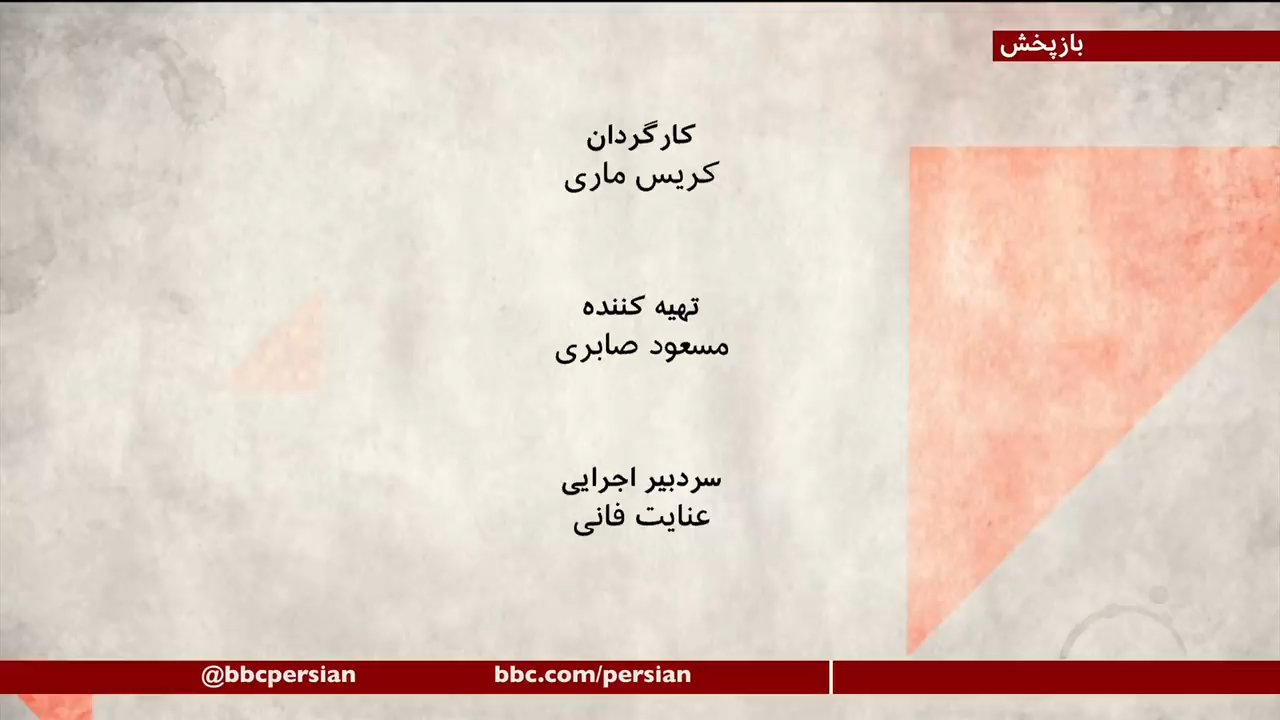 بازپخش
کارگردان
کریس ماری
تهیه کننده
مسعود صابری
سردبیر اجرایی
عنایت فانی
@bbcpersian
bbc.com/persian